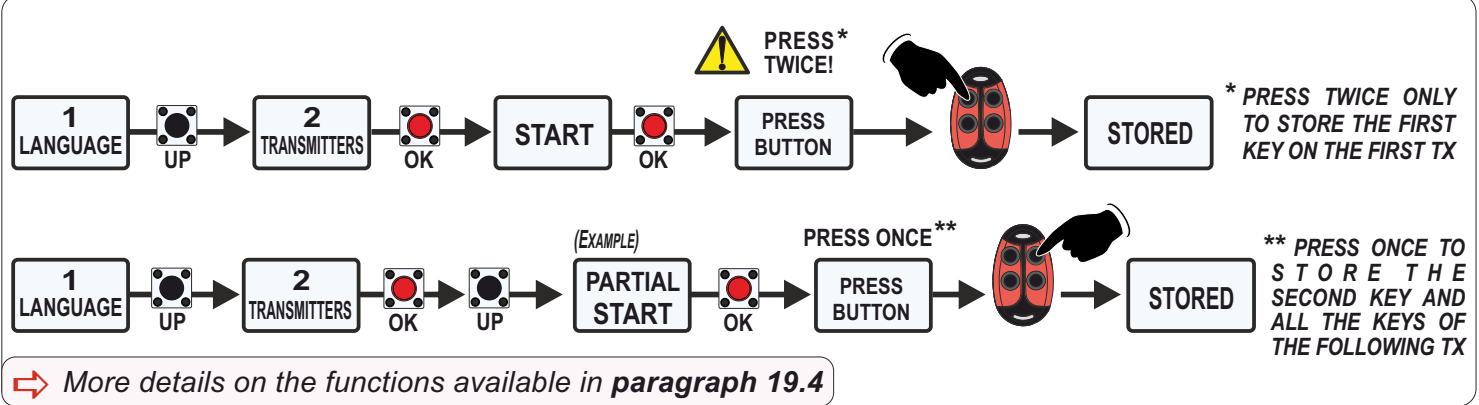 PRESS*
TWICE!
1
LANGUAGE
UP
2
TRANSMITTERS
OK
START
OK
PRESS
BUTTON
STORED
* PRESS TWICE ONLY
TO STORE THE FIRST
KEY ON THE FIRST TX
1
LANGUAGE
UP
2
TRANSMITTERS
OK
UP
(EXAMPLE)
PARTIAL
START
OK
PRESS ONCE**
PRESS
BUTTON
STORED
** PRESS ONCE TO
STORE THE
SECOND KEY AND
ALL THE KEYS OF
THE FOLLOWING TX
More details on the functions available in paragraph 19.4